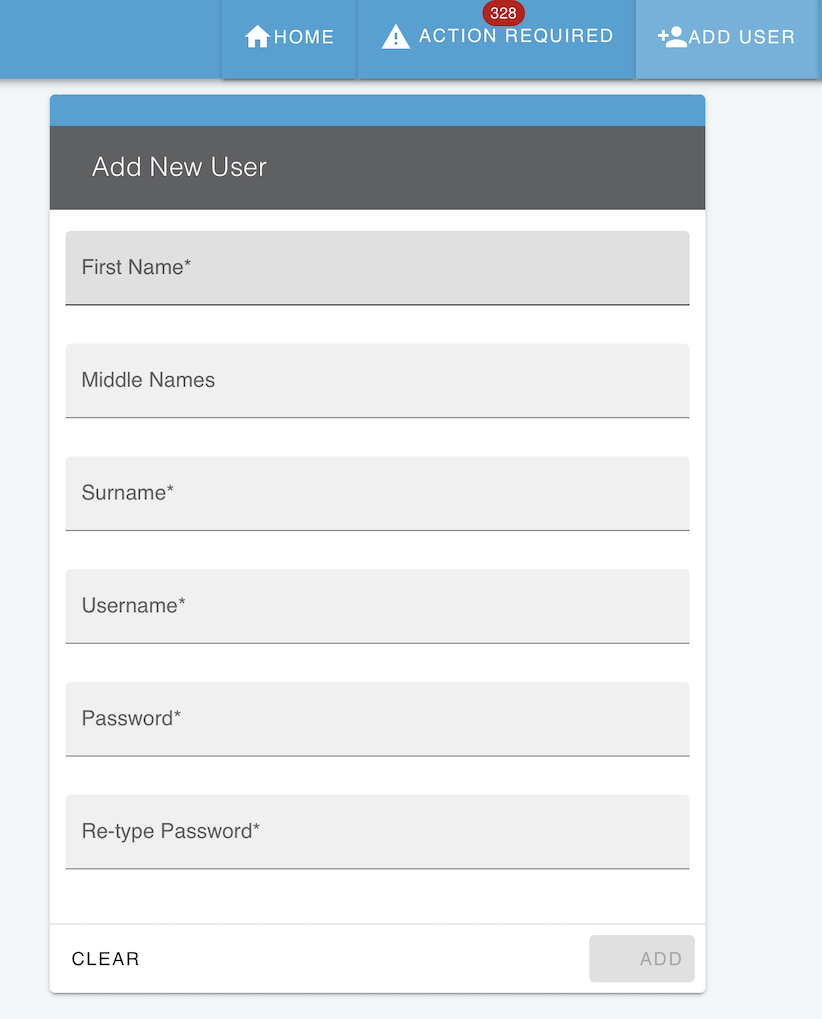 328
HOME
ACTION REQUIRED
ADD USER
Add New User
First Name*
Middle Names
Surname*
Username*
Password*
Re-type Password*
CLEAR
ADD